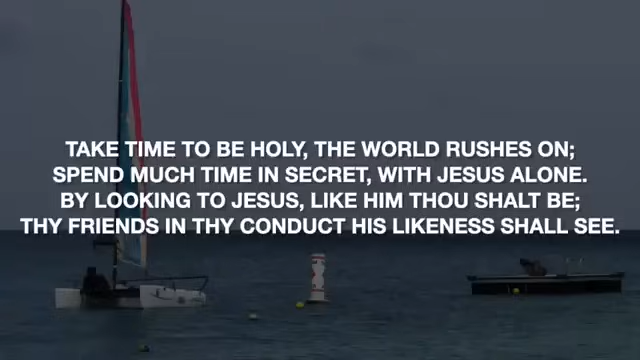 TAKE TIME TO BE HOLY, THE WORLD RUSHES ON;
SPEND MUCH TIME IN SECRET, WITH JESUS ALONE.
BY LOOKING TO JESUS, LIKE HIM THOU SHALT BE;
THY FRIENDS IN THY CONDUCT HIS LIKENESS SHALL SEE.